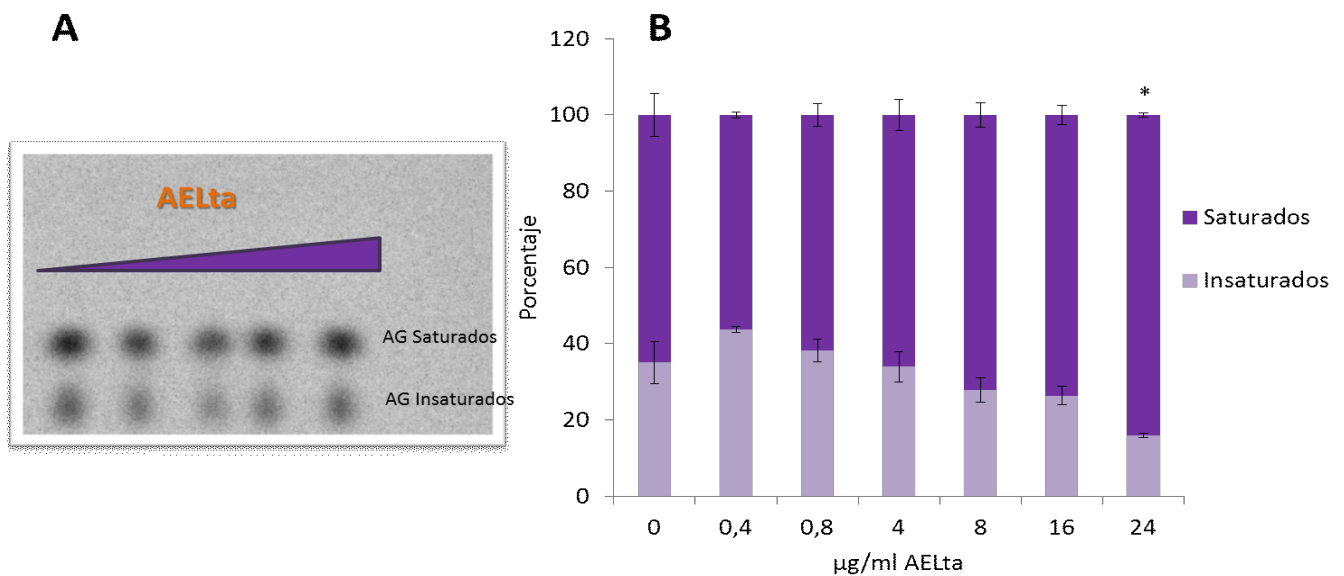 A
AELta
AG Saturados
AG Insaturados
B
Porcentaje
120
100
80
60
40
20
0
*
0 0,4 0,8 4 8 16 24
µg/ml AELta
Saturados
Insaturados